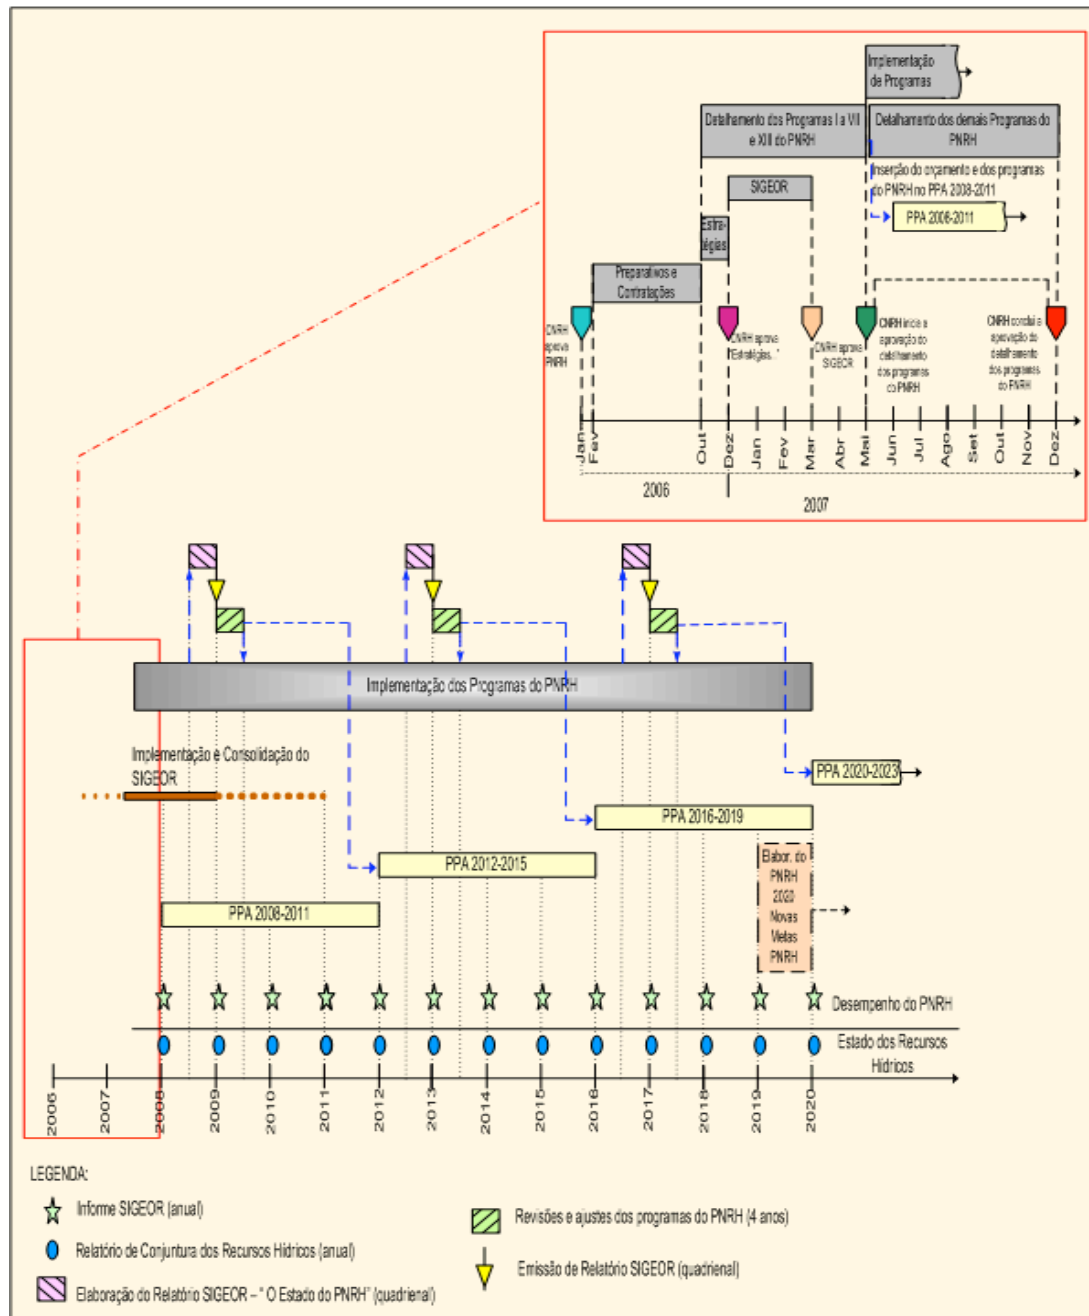 Implementação
de Programas
Detalhamento dos Programas I a VII
e XIII do PNRH
Detalhamento dos demais Programas do
PNRH
Inserção do orçamento e dos programas
do PNRH no PPA 2008-2011
SIGEOR
PPA 2008-2011
Estra-
tégias
Preparativos e
Contratações
CNRH
aprova
PNRH
CNRH aprova
"Estratégias..."
CNRH aprova
SIGEOR
CNRH inicia a
aprovação do
detalhamento
dos programas
do PNRH
CNRH conclui a
aprovação do
detalhamento
dos programas
do PNRH
Jan
Fev
Out
Dez
Jan
Fev
Mar
Abr
Mai
Jun
Jul
Ago
Set
Out
Nov
Dez
2006
2007
Implementação dos Programas do PNRH
Implementação e Consolidação do
SIGEOR
PPA 2020-2023
PPA 2016-2019
PPA 2012-2015
PPA 2008-2011
Elabor. do
PNRH
2020
Novas
Metas
PNRH
Desempenho do PNRH
Estado dos Recursos
Hídricos
2006
2007
2008
2009
2010
2011
2012
2013
2014
2015
2016
2017
2018
2019
2020
LEGENDA:
Informe SIGEOR (anual)
Relatório de Conjuntura dos Recursos Hídricos (anual)
Elaboração do Relatório SIGEOR – “ O Estado do PNRH” (quadrienal)
Revisões e ajustes dos programas do PNRH (4 anos)
Emissão de Relatório SIGEOR (quadrienal)